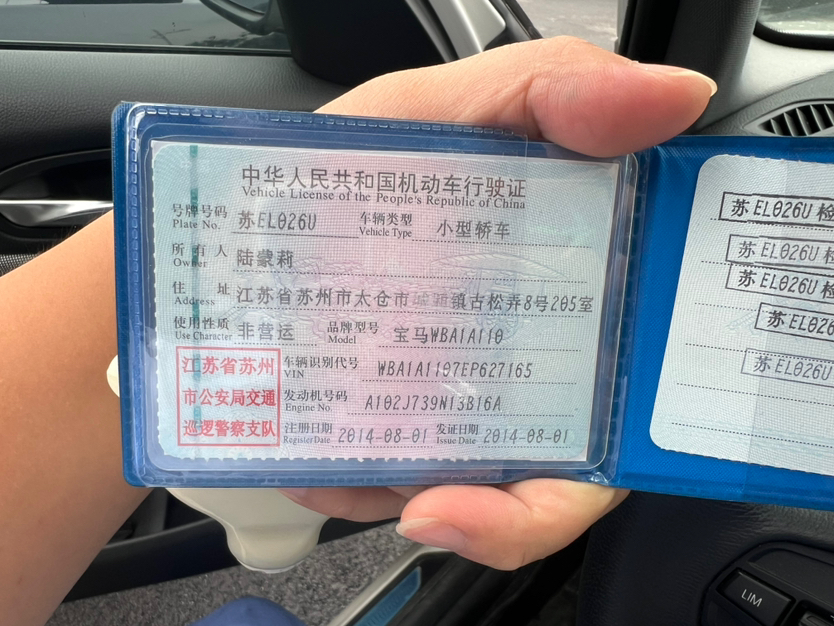 中华人民共和国机动车行驶证
Vehicle License of the People's Republic of China
号牌号码 苏EL026U 车辆类型 小型轿车
Plate No. Vehicle Type
所有人 陆蒙莉
Owner
住址 江苏省苏州市太仓市 镇古松弄8号205室
Address
使用性质 非营运 品牌型号 宝马WBA1A110
Use Character Model
车辆识别代号 WBA1A1107EP627165
VIN
发动机号码 A102J739N13B16A
Engine No.
注册日期 2014-08-01 发证日期 2014-08-01
Register Date Issue Date
江苏省苏州
市公安局交通
巡逻警察支队
苏EL026U 检
苏EL026U 检
苏EL026U 检
苏EL026
苏EL026U
LIM